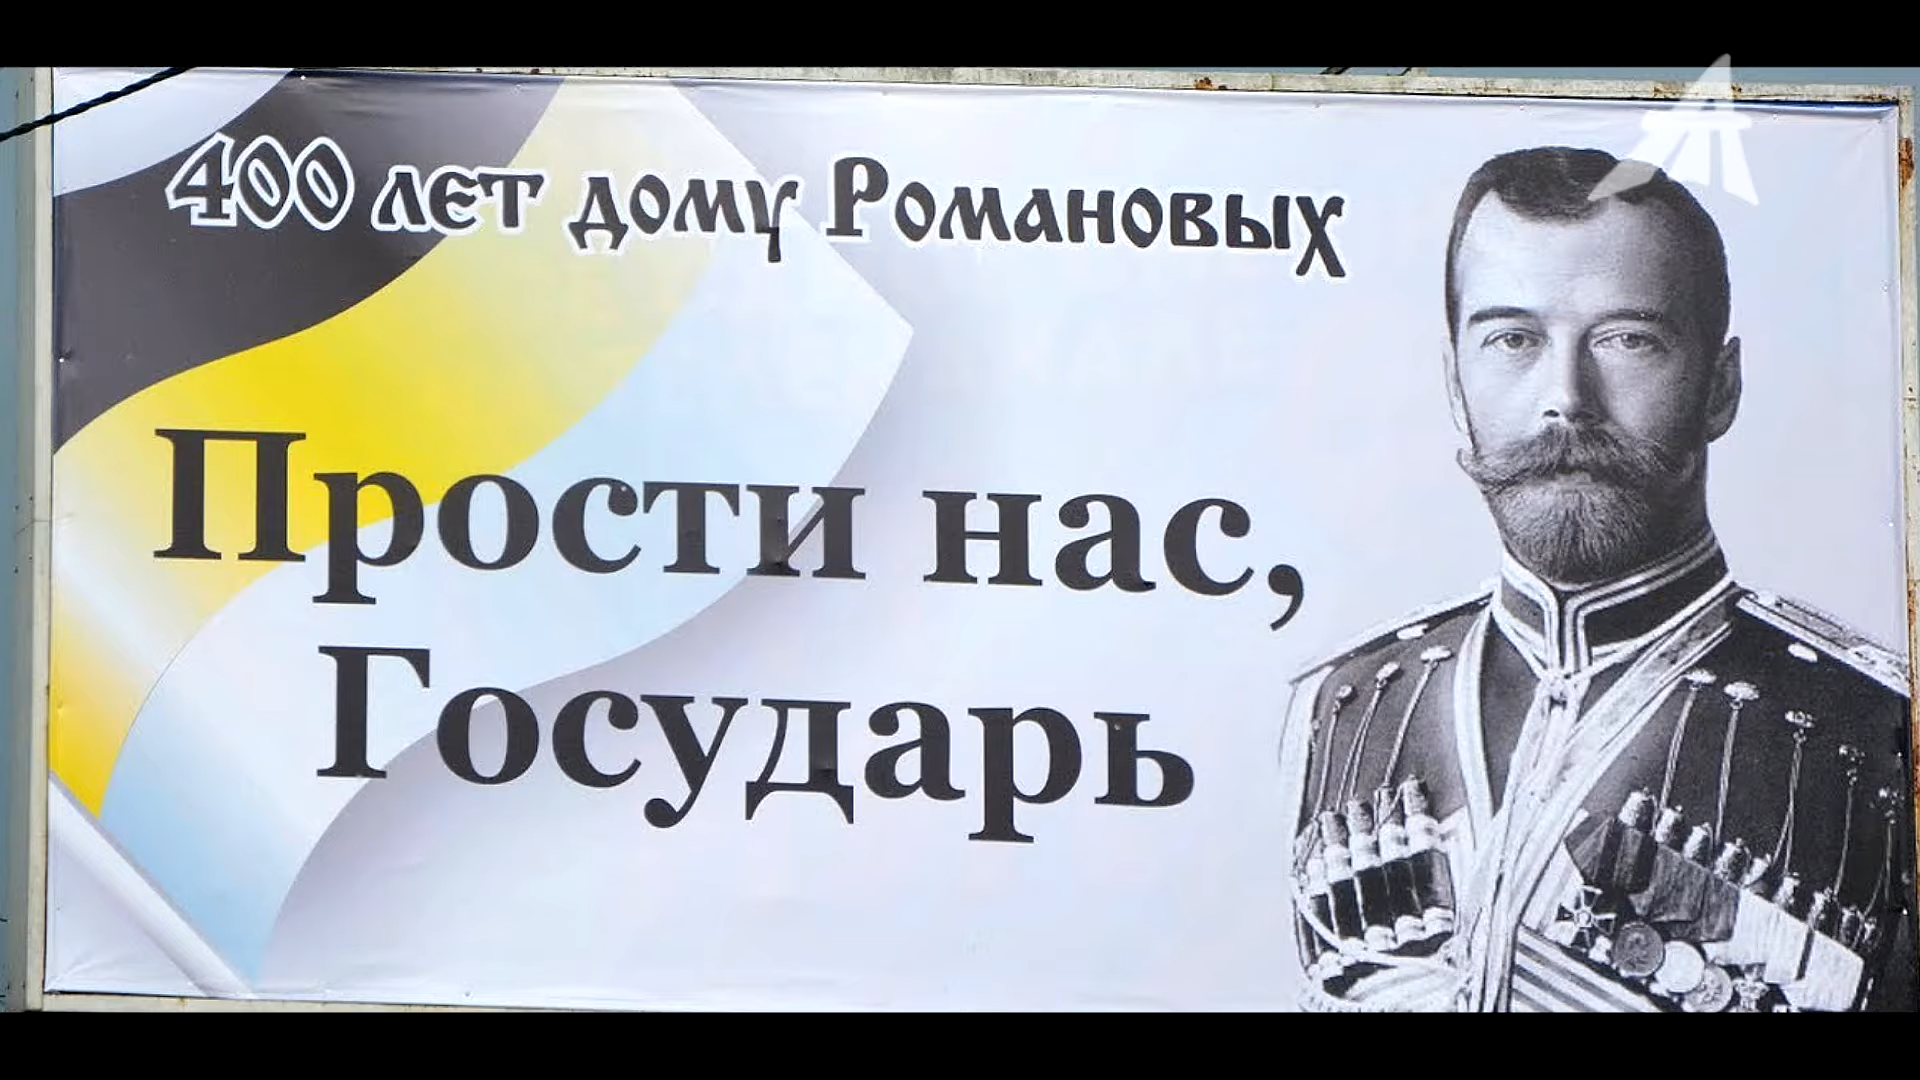 400 лет дому Романовых
Прости нас,
Государь